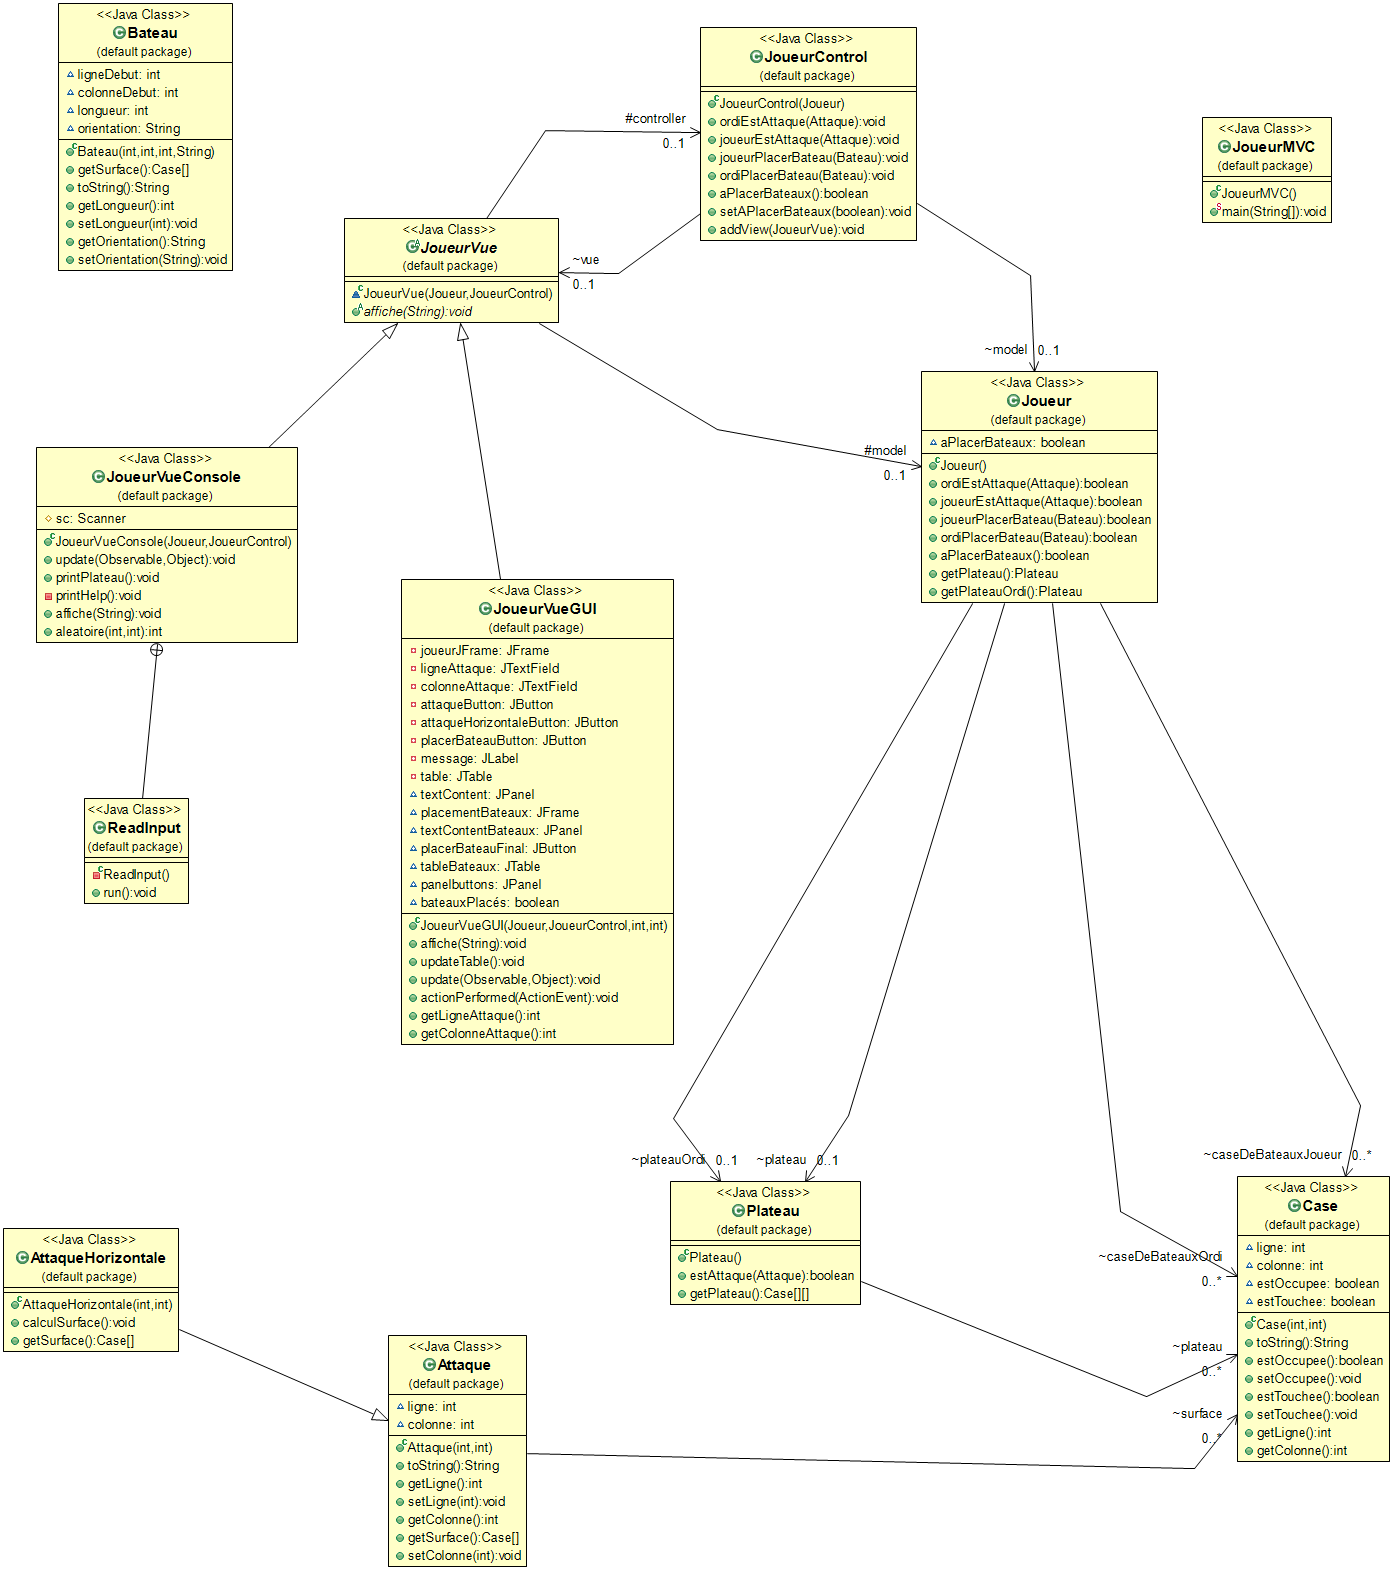 <<Java Class>>
Bateau
(default package)
ligneDebut: int
colonneDebut: int
longueur: int
orientation: String
Bateau(int,int,int,String)
getSurface():Case[]
toString():String
getLongueur():int
setLongueur(int):void
getOrientation():String
setOrientation(String):void
<<Java Class>>
JoueurControl
(default package)
JoueurControl(Joueur)
ordiEstAttaque(Attaque):void
joueurEstAttaque(Attaque):void
joueurPlacerBateau(Bateau):void
ordiPlacerBateau(Bateau):void
aPlacerBateaux():boolean
setAPlacerBateaux(boolean):void
addView(JoueurVue):void
<<Java Class>>
JoueurMVC
(default package)
JoueurMVC()
main(String[]):void
#controller
0..1
<<Java Class>>
JoueurVue
(default package)
JoueurVue(Joueur,JoueurControl)
affiche(String):void
~vue
0..1
~model
0..1
#model
0..1
<<Java Class>>
Joueur
(default package)
aPlacerBateaux: boolean
Joueur()
ordiEstAttaque(Attaque):boolean
joueurEstAttaque(Attaque):boolean
joueurPlacerBateau(Bateau):boolean
ordiPlacerBateau(Bateau):boolean
aPlacerBateaux():boolean
getPlateau():Plateau
getPlateauOrdi():Plateau
<<Java Class>>
JoueurVueConsole
(default package)
sc: Scanner
JoueurVueConsole(Joueur,JoueurControl)
update(Observable,Object):void
printPlateau():void
printHelp():void
affiche(String):void
aleatoire(int,int):int
<<Java Class>>
JoueurVueGUI
(default package)
joueurJFrame: JFrame
ligneAttaque: JTextField
colonneAttaque: JTextField
attaqueButton: JButton
attaqueHorizontaleButton: JButton
placerBateauButton: JButton
message: JLabel
table: JTable
textContent: JPanel
placementBateaux: JFrame
textContentBateaux: JPanel
placerBateauFinal: JButton
tableBateaux: JTable
panelbuttons: JPanel
bateauxPlacés: boolean
JoueurVueGUI(Joueur,JoueurControl,int,int)
affiche(String):void
updateTable():void
update(Observable,Object):void
actionPerformed(ActionEvent):void
getLigneAttaque():int
getColonneAttaque():int
<<Java Class>>
ReadInput
(default package)
ReadInput()
run():void
~plateauOrdi
0..1
~plateau
0..1
~caseDeBateauxJoueur
0..*
~caseDeBateauxOrdi
0..*
<<Java Class>>
Plateau
(default package)
Plateau()
estAttaque(Attaque):boolean
getPlateau():Case[][]
~plateau
0..*
~surface
0..*
<<Java Class>>
Case
(default package)
ligne: int
colonne: int
estOccupee: boolean
estTouchee: boolean
Case(int,int)
toString():String
estOccupee():boolean
setOccupee():void
estTouchee():boolean
setTouchee():void
getLigne():int
getColonne():int
<<Java Class>>
AttaqueHorizontale
(default package)
AttaqueHorizontale(int,int)
calculSurface():void
getSurface():Case[]
<<Java Class>>
Attaque
(default package)
ligne: int
colonne: int
Attaque(int,int)
toString():String
getLigne():int
setLigne(int):void
getColonne():int
getSurface():Case[]
setColonne(int):void